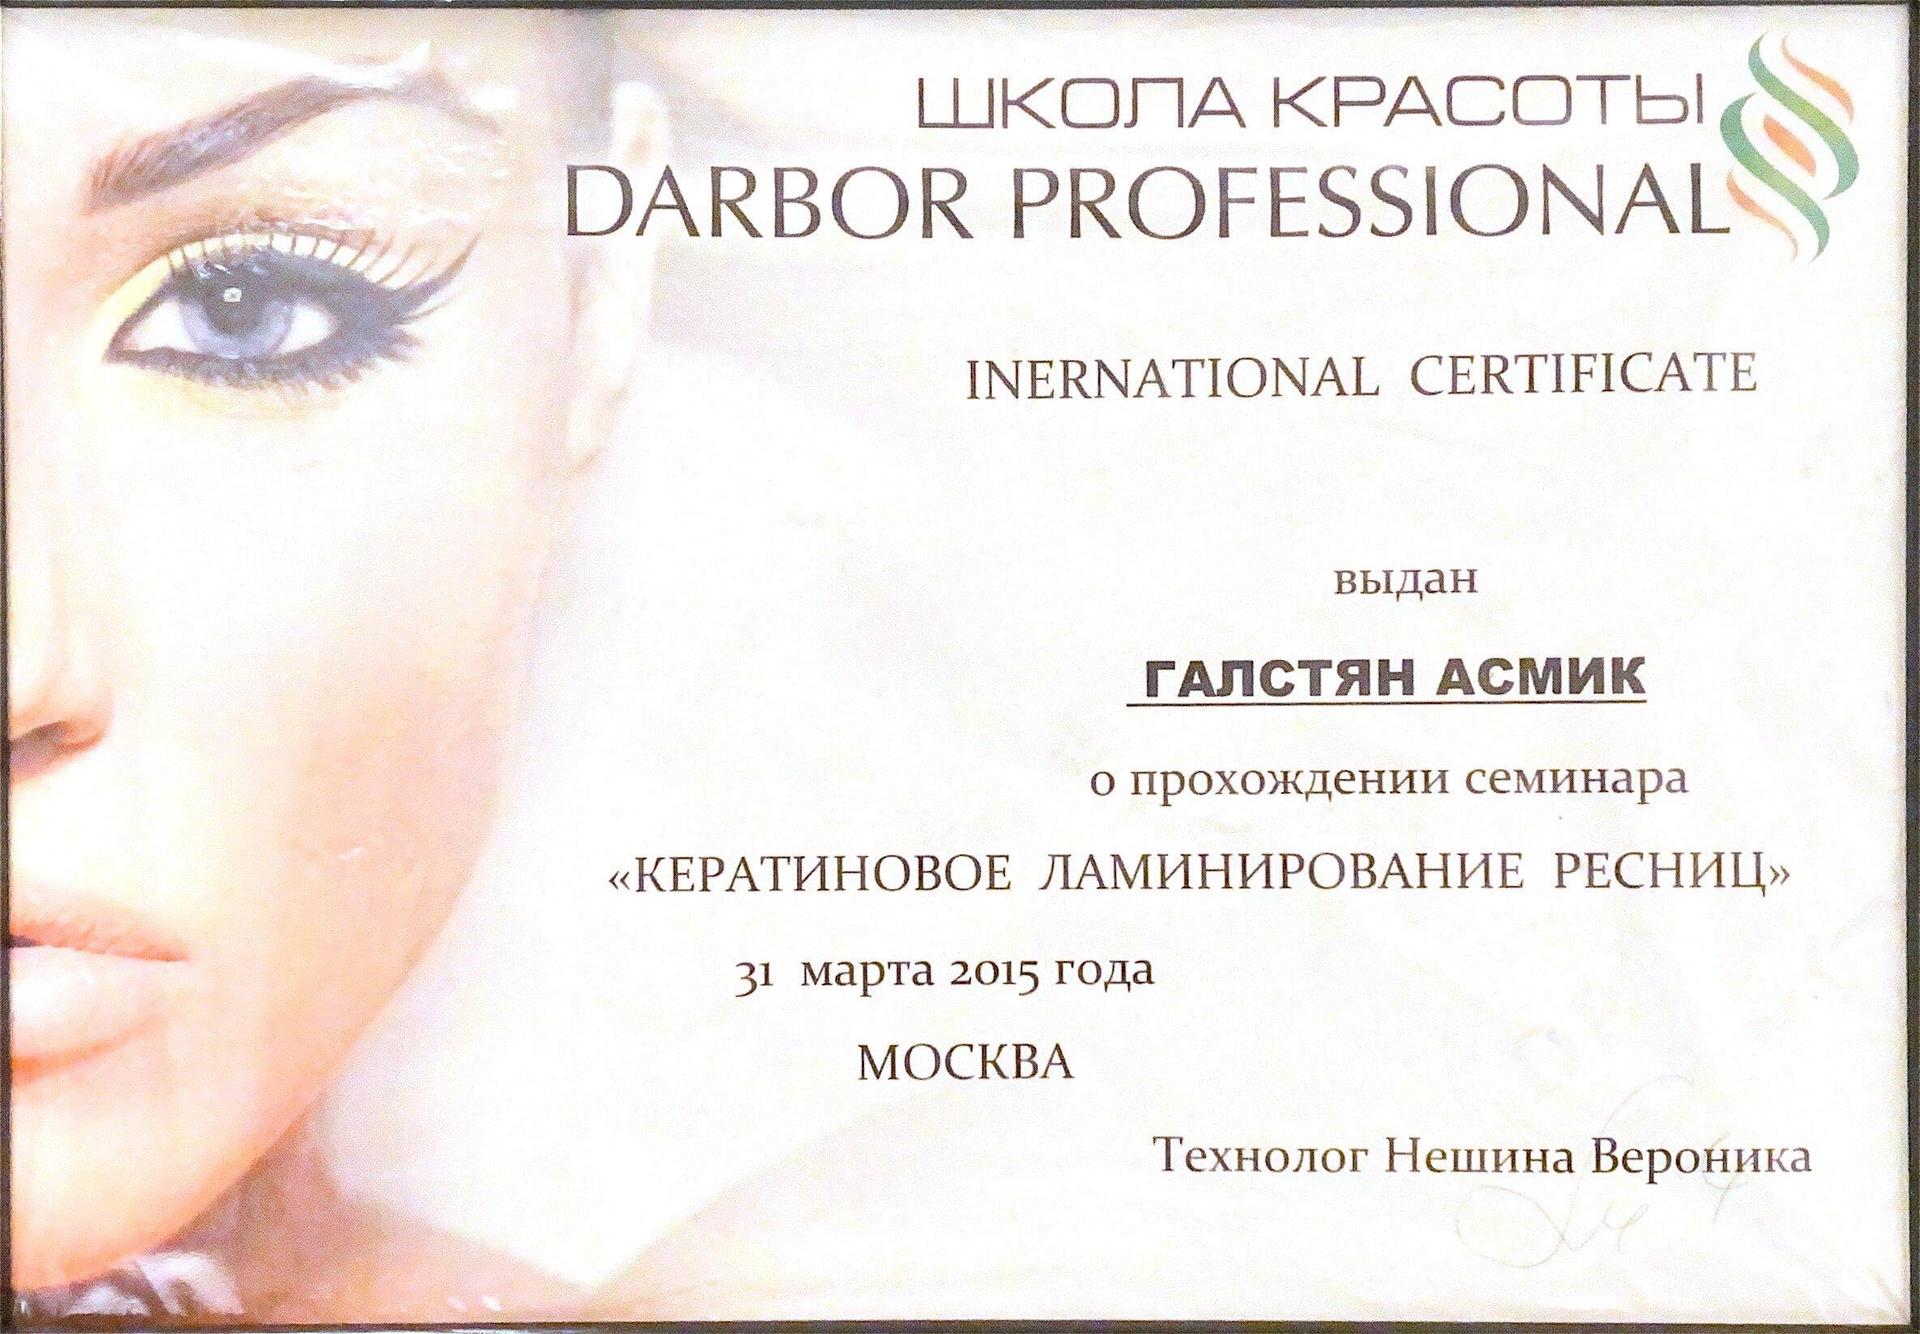 ШКОЛА КРАСОТЫ
DARBOR PROFESSIONAL
INERNATIONAL CERTIFICATE
выдан
ГАЛСТЯН АСМИК
о прохождении семинара
«КЕРАТИНОВОЕ ЛАМИНИРОВАНИЕ РЕСНИЦ»
31 марта 2015 года
МОСКВА
Технолог Нешина Вероника